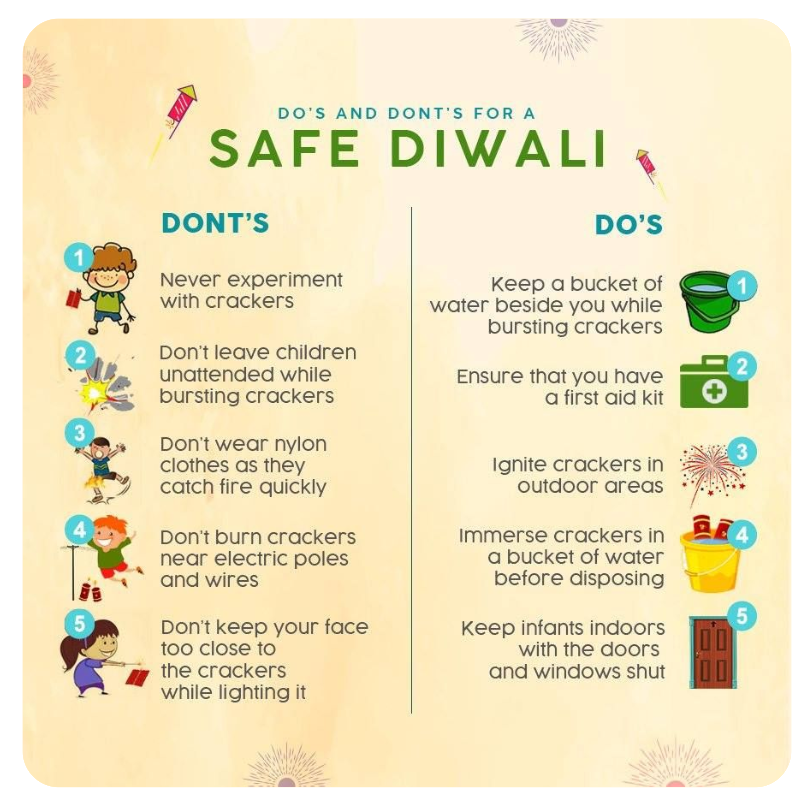 DO'S AND DONT'S FOR A
SAFE DIWALI
DONT'S
1
Never experiment
with crackers
2
Don't leave children
unattended while
bursting crackers
3
Don't wear nylon
clothes as they
catch fire quickly
4
Don't burn crackers
near electric poles
and wires
5
Don't keep your face
too close to
the crackers
while lighting it
DO'S
Keep a bucket of
water beside you while
bursting crackers
1
Ensure that you have
a first aid kit
2
Ignite crackers in
outdoor areas
3
Immerse crackers in
a bucket of water
before disposing
4
Keep infants indoors
with the doors
and windows shut
5